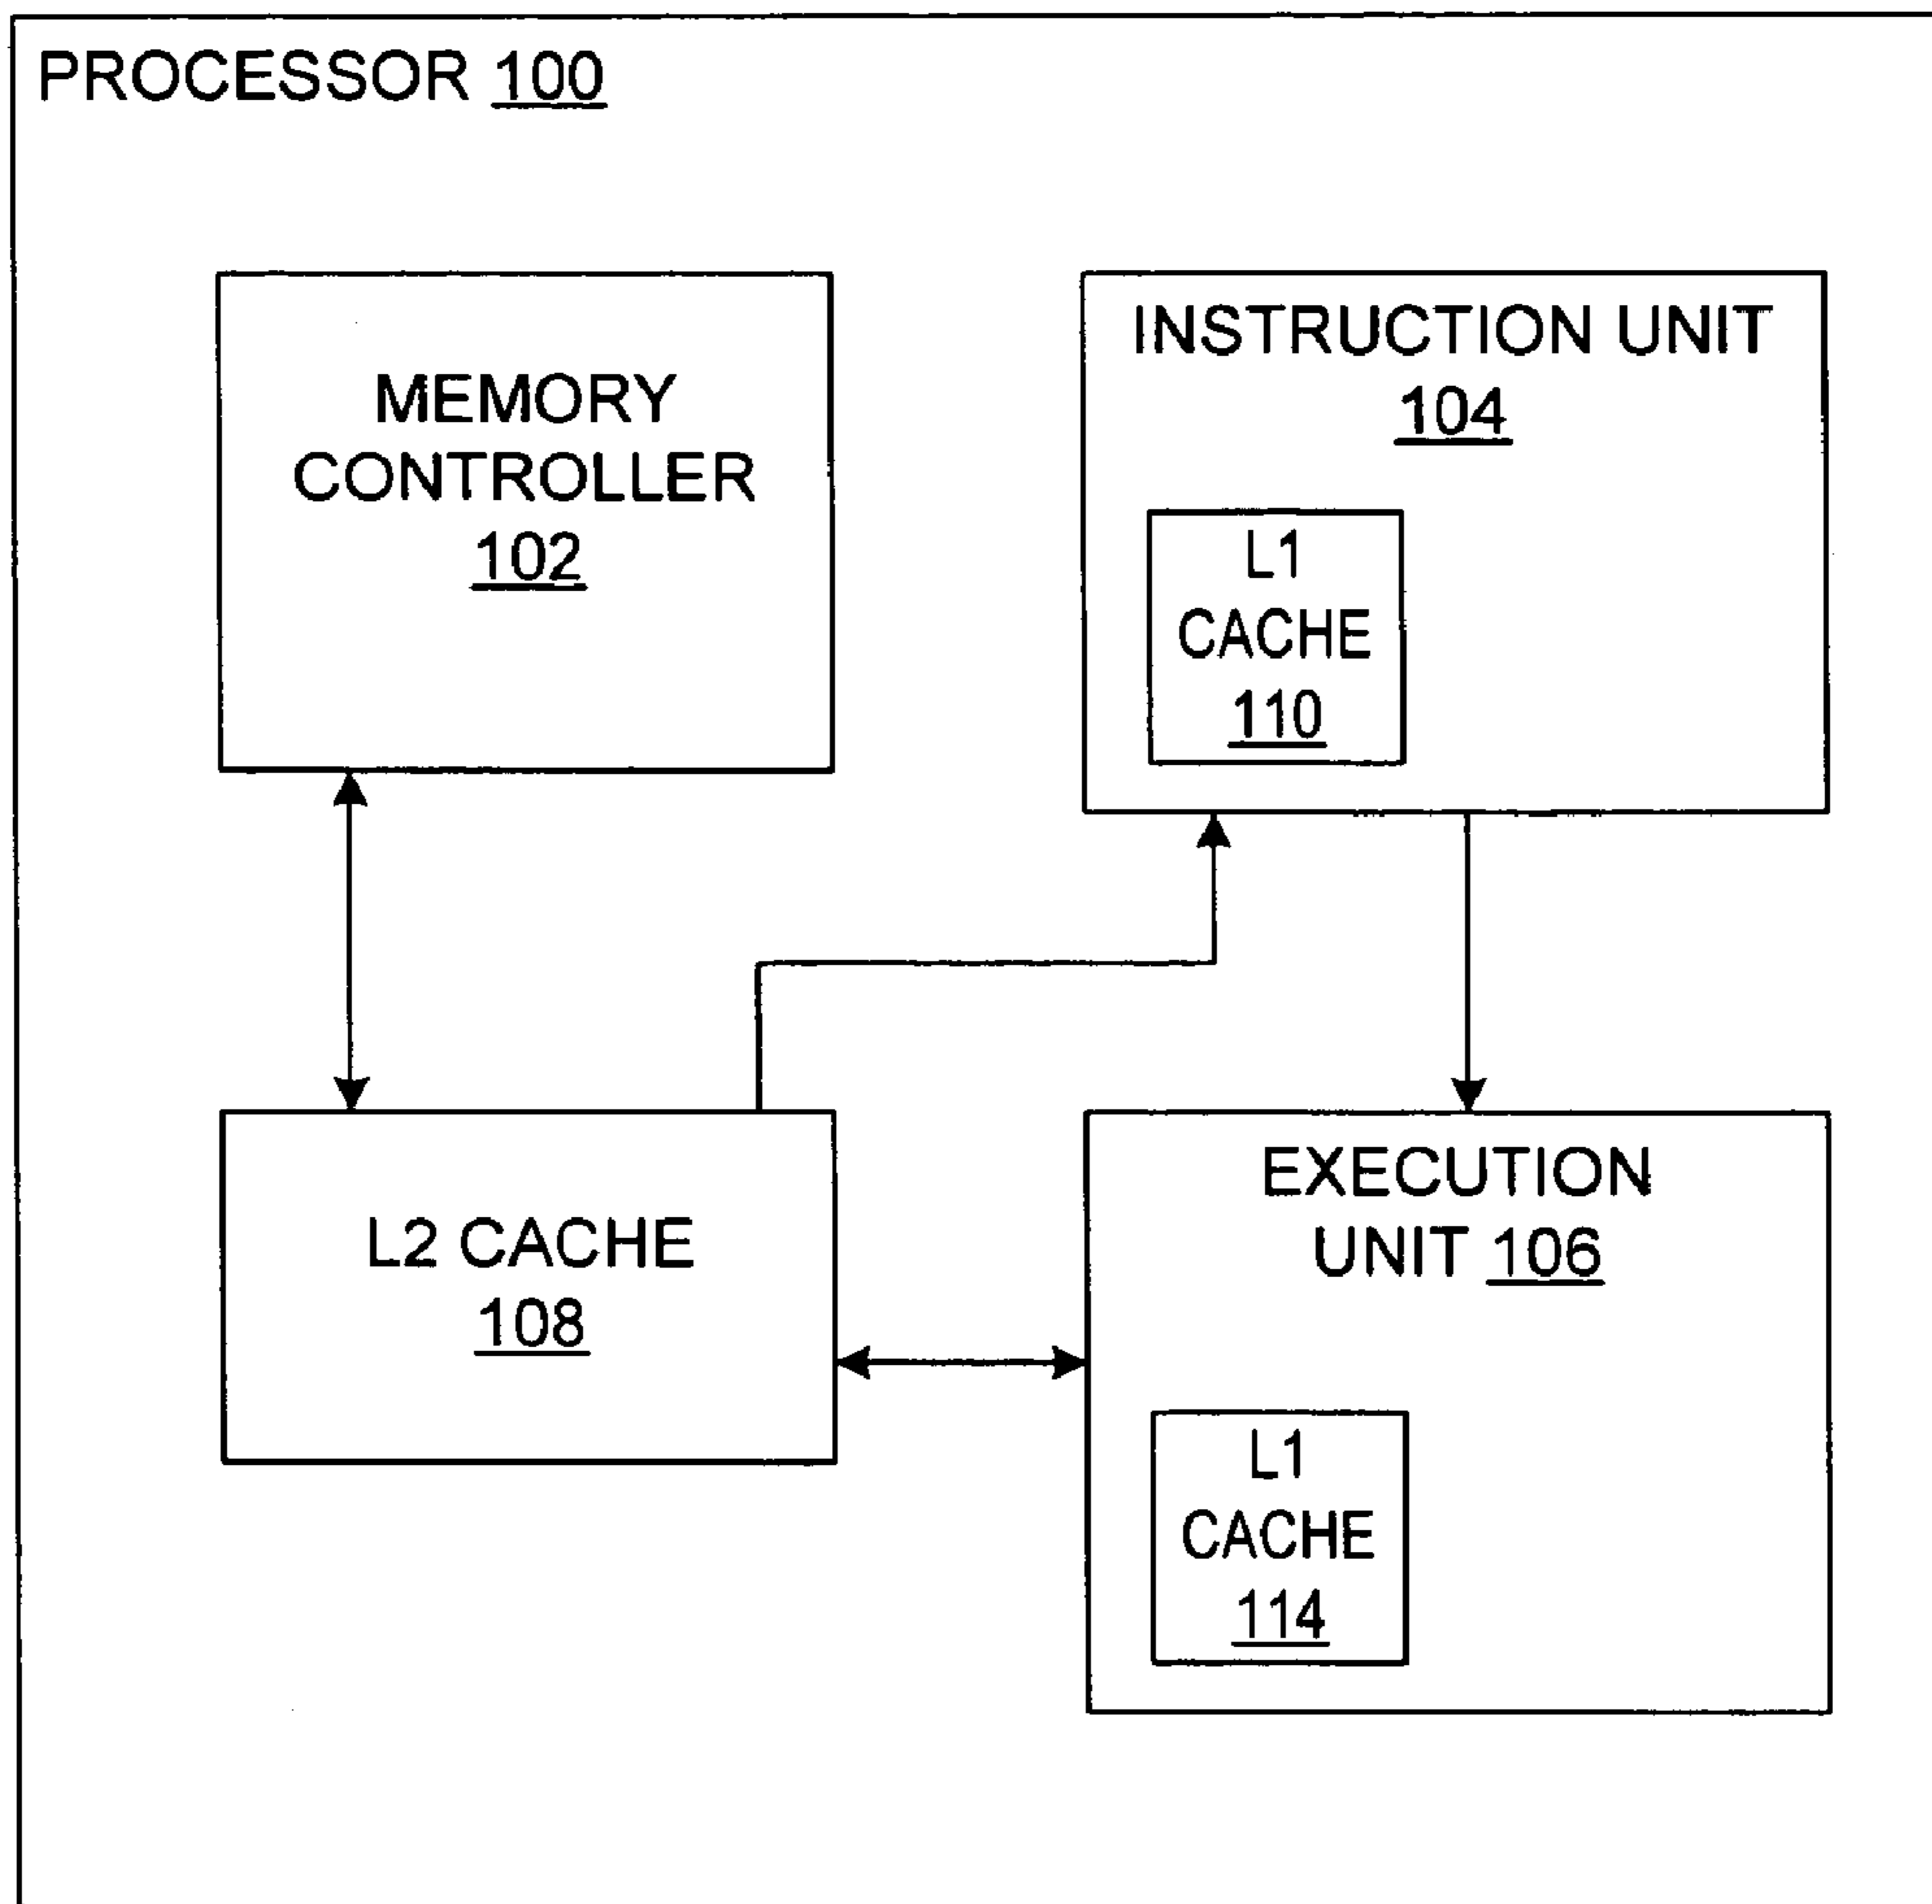 PROCESSOR 100
MEMORY
CONTROLLER
102
INSTRUCTION UNIT
104
L1
CACHE
110
L2 CACHE
108
EXECUTION
UNIT 106
L1
CACHE
114